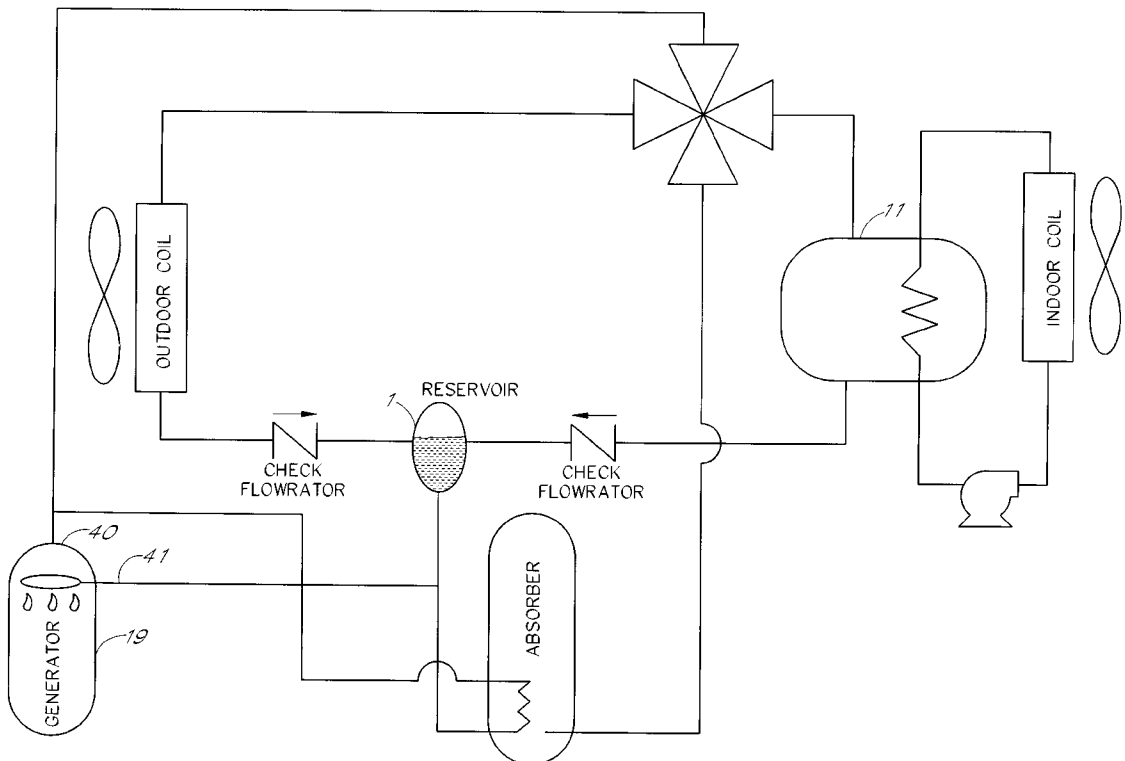 11
OUTDOOR COIL
INDOOR COIL
RESERVOIR
1
CHECK
FLOWRATOR
CHECK
FLOWRATOR
40
41
ABSORBER
19
GENERATOR